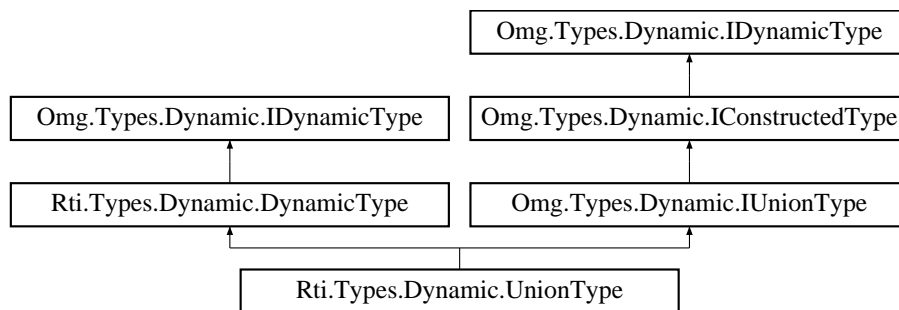 Omg.Types.Dynamic.IDynamicType
Omg.Types.Dynamic.IDynamicType
Omg.Types.Dynamic.IConstructedType
Rti.Types.Dynamic.DynamicType
Omg.Types.Dynamic.IUnionType
Rti.Types.Dynamic.UnionType